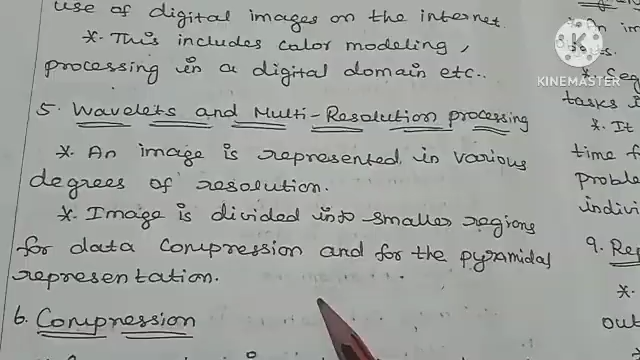 use of digital images on the internet.
*. This includes color modeling,
processing in a digital domain etc..
5. Wavelets and Multi-Resolution processing
*. An image is represented in various
degrees of resolution.
*. Image is divided into smaller regions
for data compression and for the pyramidal
representation.
6. Compression
KINEMASTER
tasks i
*. It
time f
proble
indivi
9. Rep
*.
out